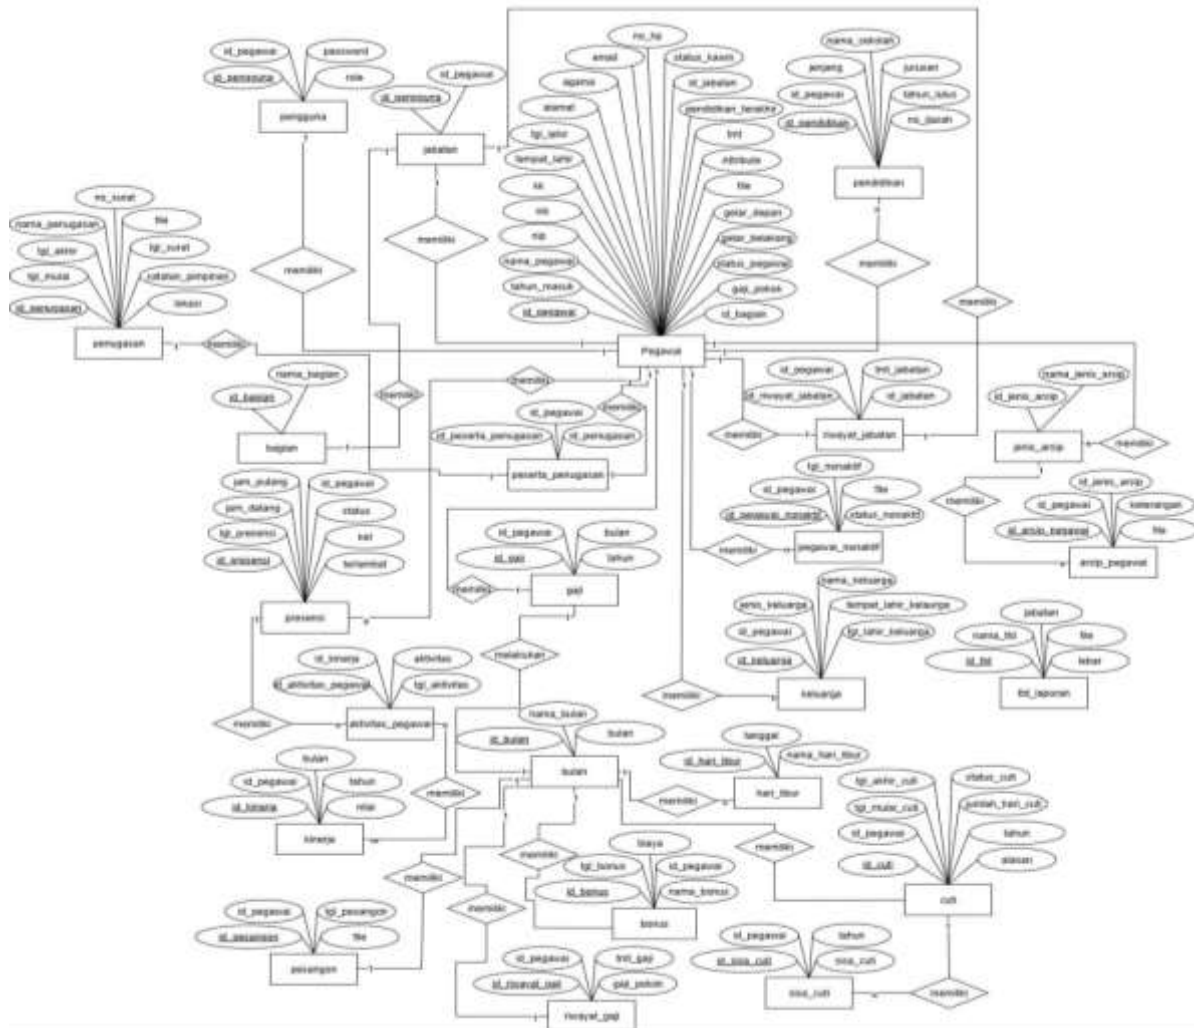 id_pegawai
password
id_pengguna
role
pengguna
id_pegawai
id_pengguna
jabatan
no_hp
email
status_kawin
agama
id_jabatan
alamat
pendidikan_terakhir
tgl_lahir
tmt
tempat_lahir
kk
file
nik
gelar_depan
nip
gelar_belakang
nama_pegawai
status_pegawai
tahun_masuk
gaji_pokok
id_pegawai
id_bagian
Pegawai
nama_sekolah
jenjang
jurusan
id_pegawai
tahun_lulus
id_pendidikan
no_ijazah
pendidikan
memiliki
memiliki
memiliki
memiliki
no_surat
nama_penugasan
file
tgl_akhir
tgl_surat
tgl_mulai
catatan_pimpinan
id_penugasan
lokasi
penugasan
memiliki
memiliki
memiliki
memiliki
nama_bagian
id_bagian
bagian
id_pegawai
id_peserta_penugasan
id_penugasan
peserta_penugasan
id_pegawai
tmt_jabatan
id_riwayat_jabatan
id_jabatan
riwayat_jabatan
memiliki
nama_jenis_arsip
id_jenis_arsip
jenis_arsip
memiliki
memiliki
id_jenis_arsip
id_pegawai
keterangan
id_arsip_pegawai
file
arsip_pegawai
jam_pulang
id_pegawai
jam_datang
status
tgl_presensi
ket
id_presensi
terlambat
presensi
id_pegawai
bulan
id_gaji
tahun
gaji
memiliki
melakukan
tgl_nonaktif
id_pegawai
file
id_pegawai_nonaktif
status_nonaktif
pegawai_nonaktif
memiliki
nama_keluarga
jenis_keluarga
tempat_lahir_keluarga
id_pegawai
tgl_lahir_keluarga
id_keluarga
keluarga
memiliki
jabatan
nama_ttd
file
id_ttd
lebar
ttd_laporan
id_kinerja
aktivitas
id_aktivitas_pegawai
tgl_aktivitas
aktivitas_pegawai
memiliki
nama_bulan
id_bulan
bulan
bulan
tanggal
id_hari_libur
nama_hari_libur
hari_libur
memiliki
bulan
id_pegawai
tahun
id_kinerja
nilai
kinerja
memiliki
memiliki
memiliki
memiliki
memiliki
tgl_akhir_cuti
status_cuti
tgl_mulai_cuti
jumlah_hari_cuti
id_pegawai
tahun
id_cuti
alasan
cuti
biaya
tgl_bonus
id_pegawai
id_bonus
nama_bonus
bonus
id_pegawai
tgl_pesangon
id_pesangon
file
pesangon
id_pegawai
tmt_gaji
id_riwayat_gaji
gaji_pokok
riwayat_gaji
id_pegawai
tahun
id_sisa_cuti
sisa_cuti
sisa_cuti
memiliki